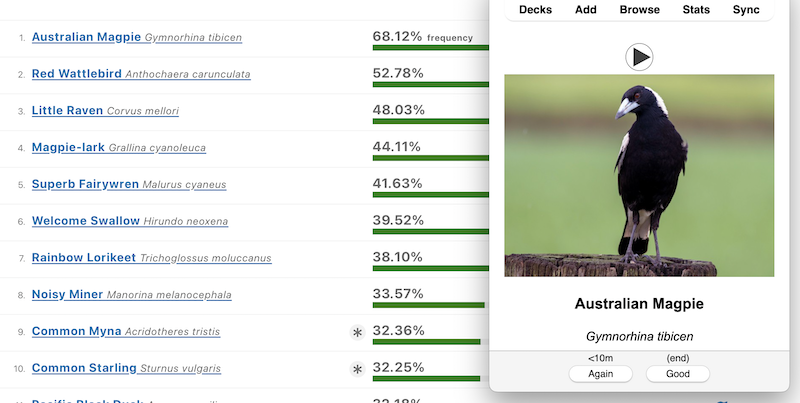 1. Australian Magpie Gymnorhina tibicen 68.12% frequency
2. Red Wattlebird Anthochaera carunculata 52.78%
3. Little Raven Corvus mellori 48.03%
4. Magpie-lark Grallina cyanoleuca 44.11%
5. Superb Fairywren Malurus cyaneus 41.63%
6. Welcome Swallow Hirundo neoxena 39.52%
7. Rainbow Lorikeet Trichoglossus moluccanus 38.10%
8. Noisy Miner Manorina melanocephala 33.57%
9. Common Myna Acridotheres tristis * 32.36%
10. Common Starling Sturnus vulgaris * 32.25%
Decks Add Browse Stats Sync
Australian Magpie
Gymnorhina tibicen
<10m (end)
Again Good